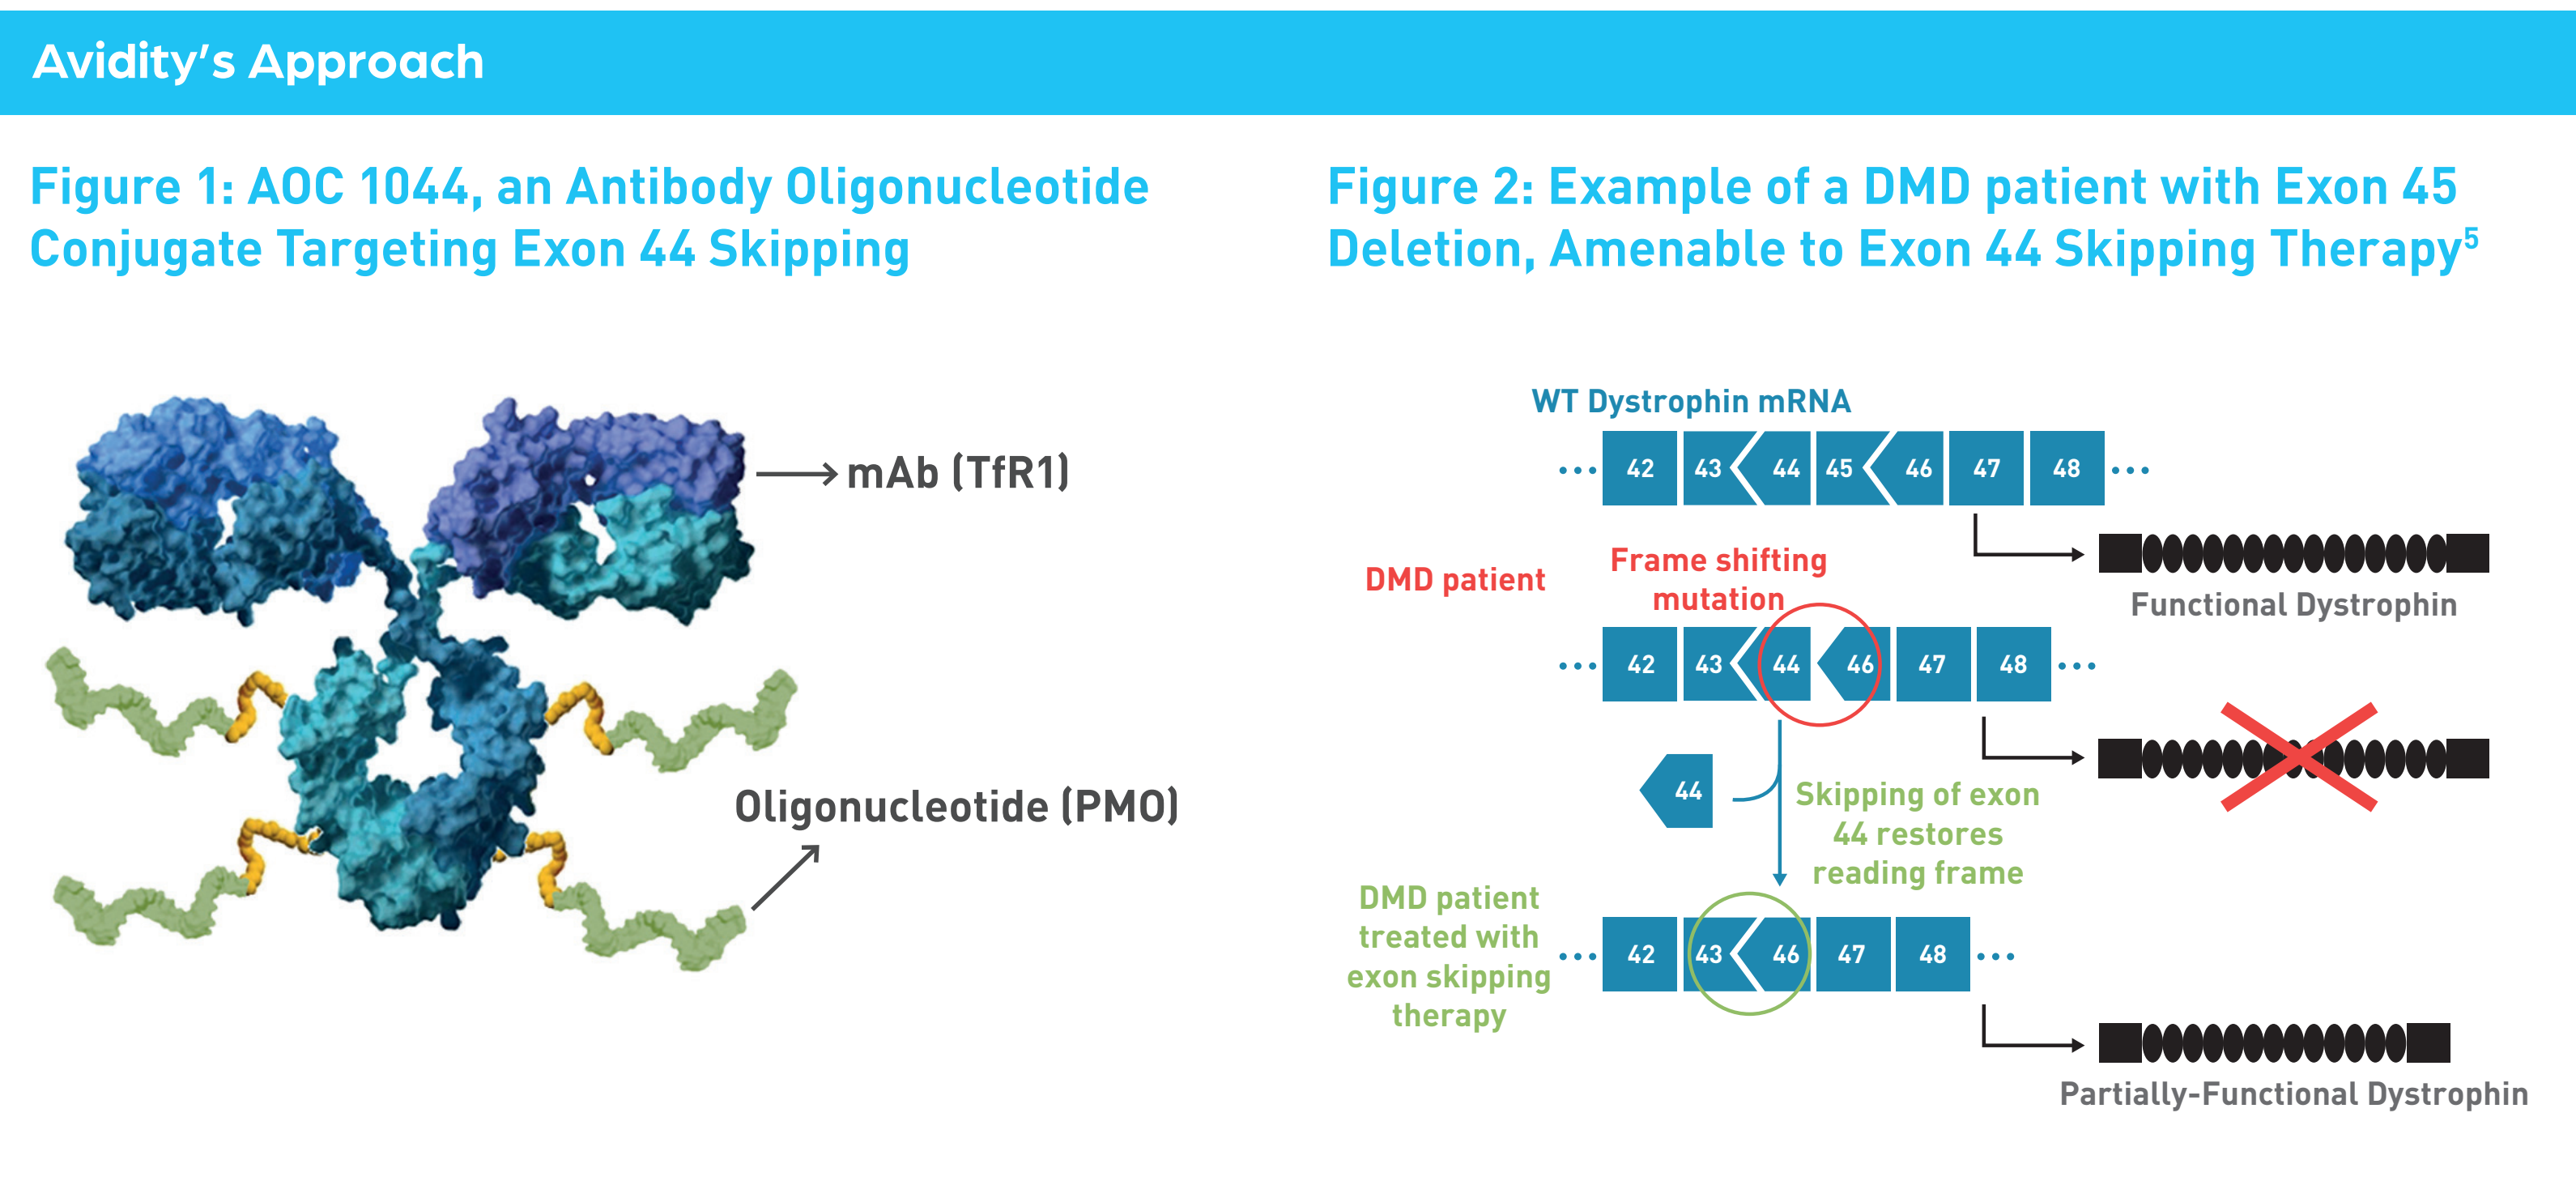 Avidity’s Approach
Figure 1: AOC 1044, an Antibody Oligonucleotide
Conjugate Targeting Exon 44 Skipping
mAb (TfR1)
Oligonucleotide (PMO)
Figure 2: Example of a DMD patient with Exon 45
Deletion, Amenable to Exon 44 Skipping Therapy⁵
WT Dystrophin mRNA
... 42 43 44 45 46 47 48 ...
Functional Dystrophin
DMD patient
Frame shifting
mutation
... 42 43 44 46 47 48 ...
44
Skipping of exon
44 restores
reading frame
DMD patient
treated with
exon skipping
therapy
... 42 43 46 47 48 ...
Partially-Functional Dystrophin